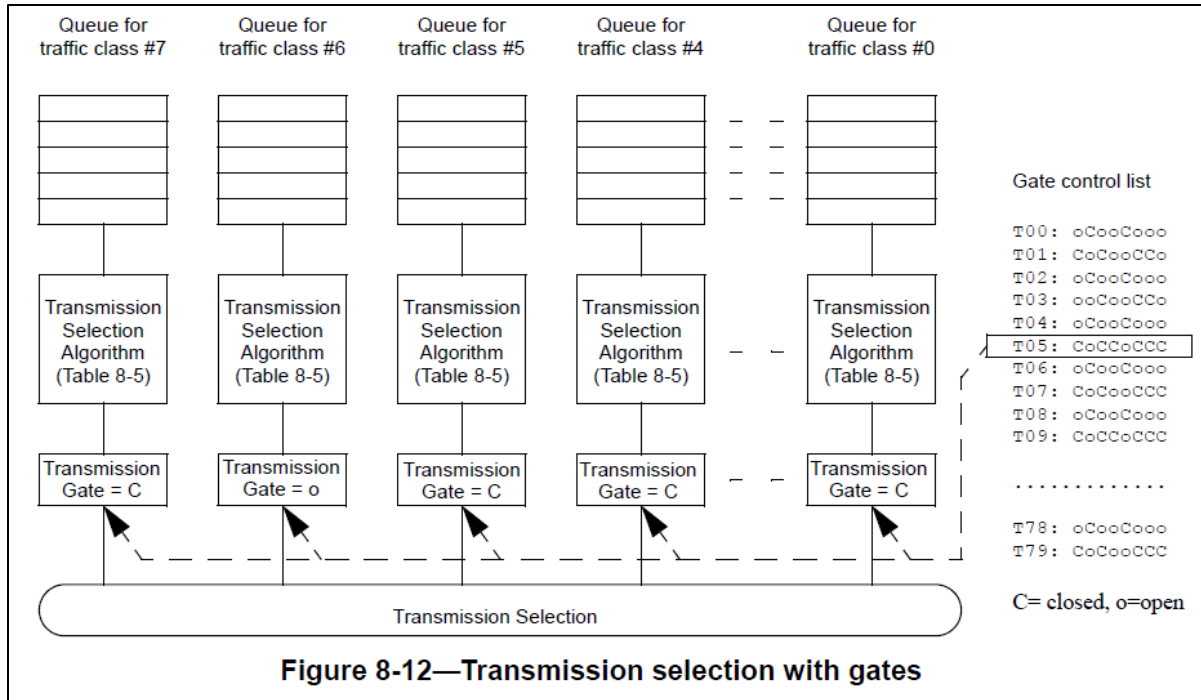 Queue for
traffic class #7
Queue for
traffic class #6
Queue for
traffic class #5
Queue for
traffic class #4
Queue for
traffic class #0
Transmission
Selection
Algorithm
(Table 8-5)
Transmission
Selection
Algorithm
(Table 8-5)
Transmission
Selection
Algorithm
(Table 8-5)
Transmission
Selection
Algorithm
(Table 8-5)
Transmission
Selection
Algorithm
(Table 8-5)
Transmission
Gate = C
Transmission
Gate = o
Transmission
Gate = C
Transmission
Gate = C
Transmission
Gate = C
Transmission Selection
Gate control list
T00: oCooCooo
T01: CoCooCCo
T02: oCooCooo
T03: ooCooCCo
T04: oCooCooo
T05: CoCCoCCC
T06: oCooCooo
T07: CoCooCCC
T08: oCooCooo
T09: CoCCoCCC
. . . . . . . . . . . . .
T78: oCooCooo
T79: CoCooCCC
C= closed, o=open
Figure 8-12—Transmission selection with gates